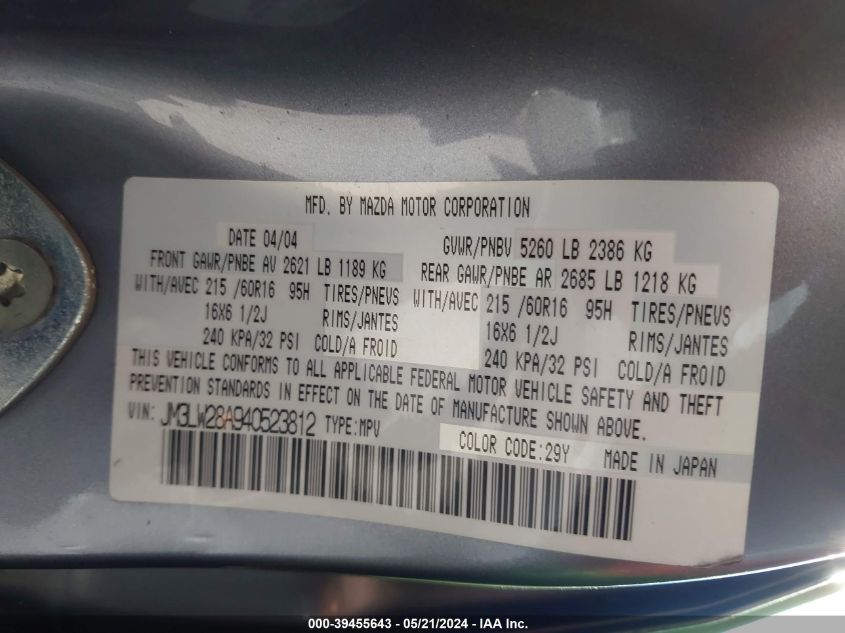 MFD. BY MAZDA MOTOR CORPORATION
DATE 04/04 GVWR/PNBV 5260 LB 2386 KG
FRONT GAWR/PNBE AV 2621 LB 1189 KG REAR GAWR/PNBE AR 2685 LB 1218 KG
WITH/AVEC 215 /60R16 95H TIRES/PNEVS WITH/AVEC 215 /60R16 95H TIRES/PNEVS
16X6 1/2J RIMS/JANTES 16X6 1/2J RIMS/JANTES
240 KPA/32 PSI COLD/A FROID 240 KPA/32 PSI COLD/A FROID
THIS VEHICLE CONFORMS TO ALL APPLICABLE FEDERAL MOTOR VEHICLE SAFETY AND THEFT
PREVENTION STANDARDS IN EFFECT ON THE DATE OF MANUFACTURE SHOWN ABOVE.
VIN: JM3LW28A940523812 TYPE:MPV
COLOR CODE:29Y MADE IN JAPAN
000-39455643 / 05/21/2024 - IAA Inc.